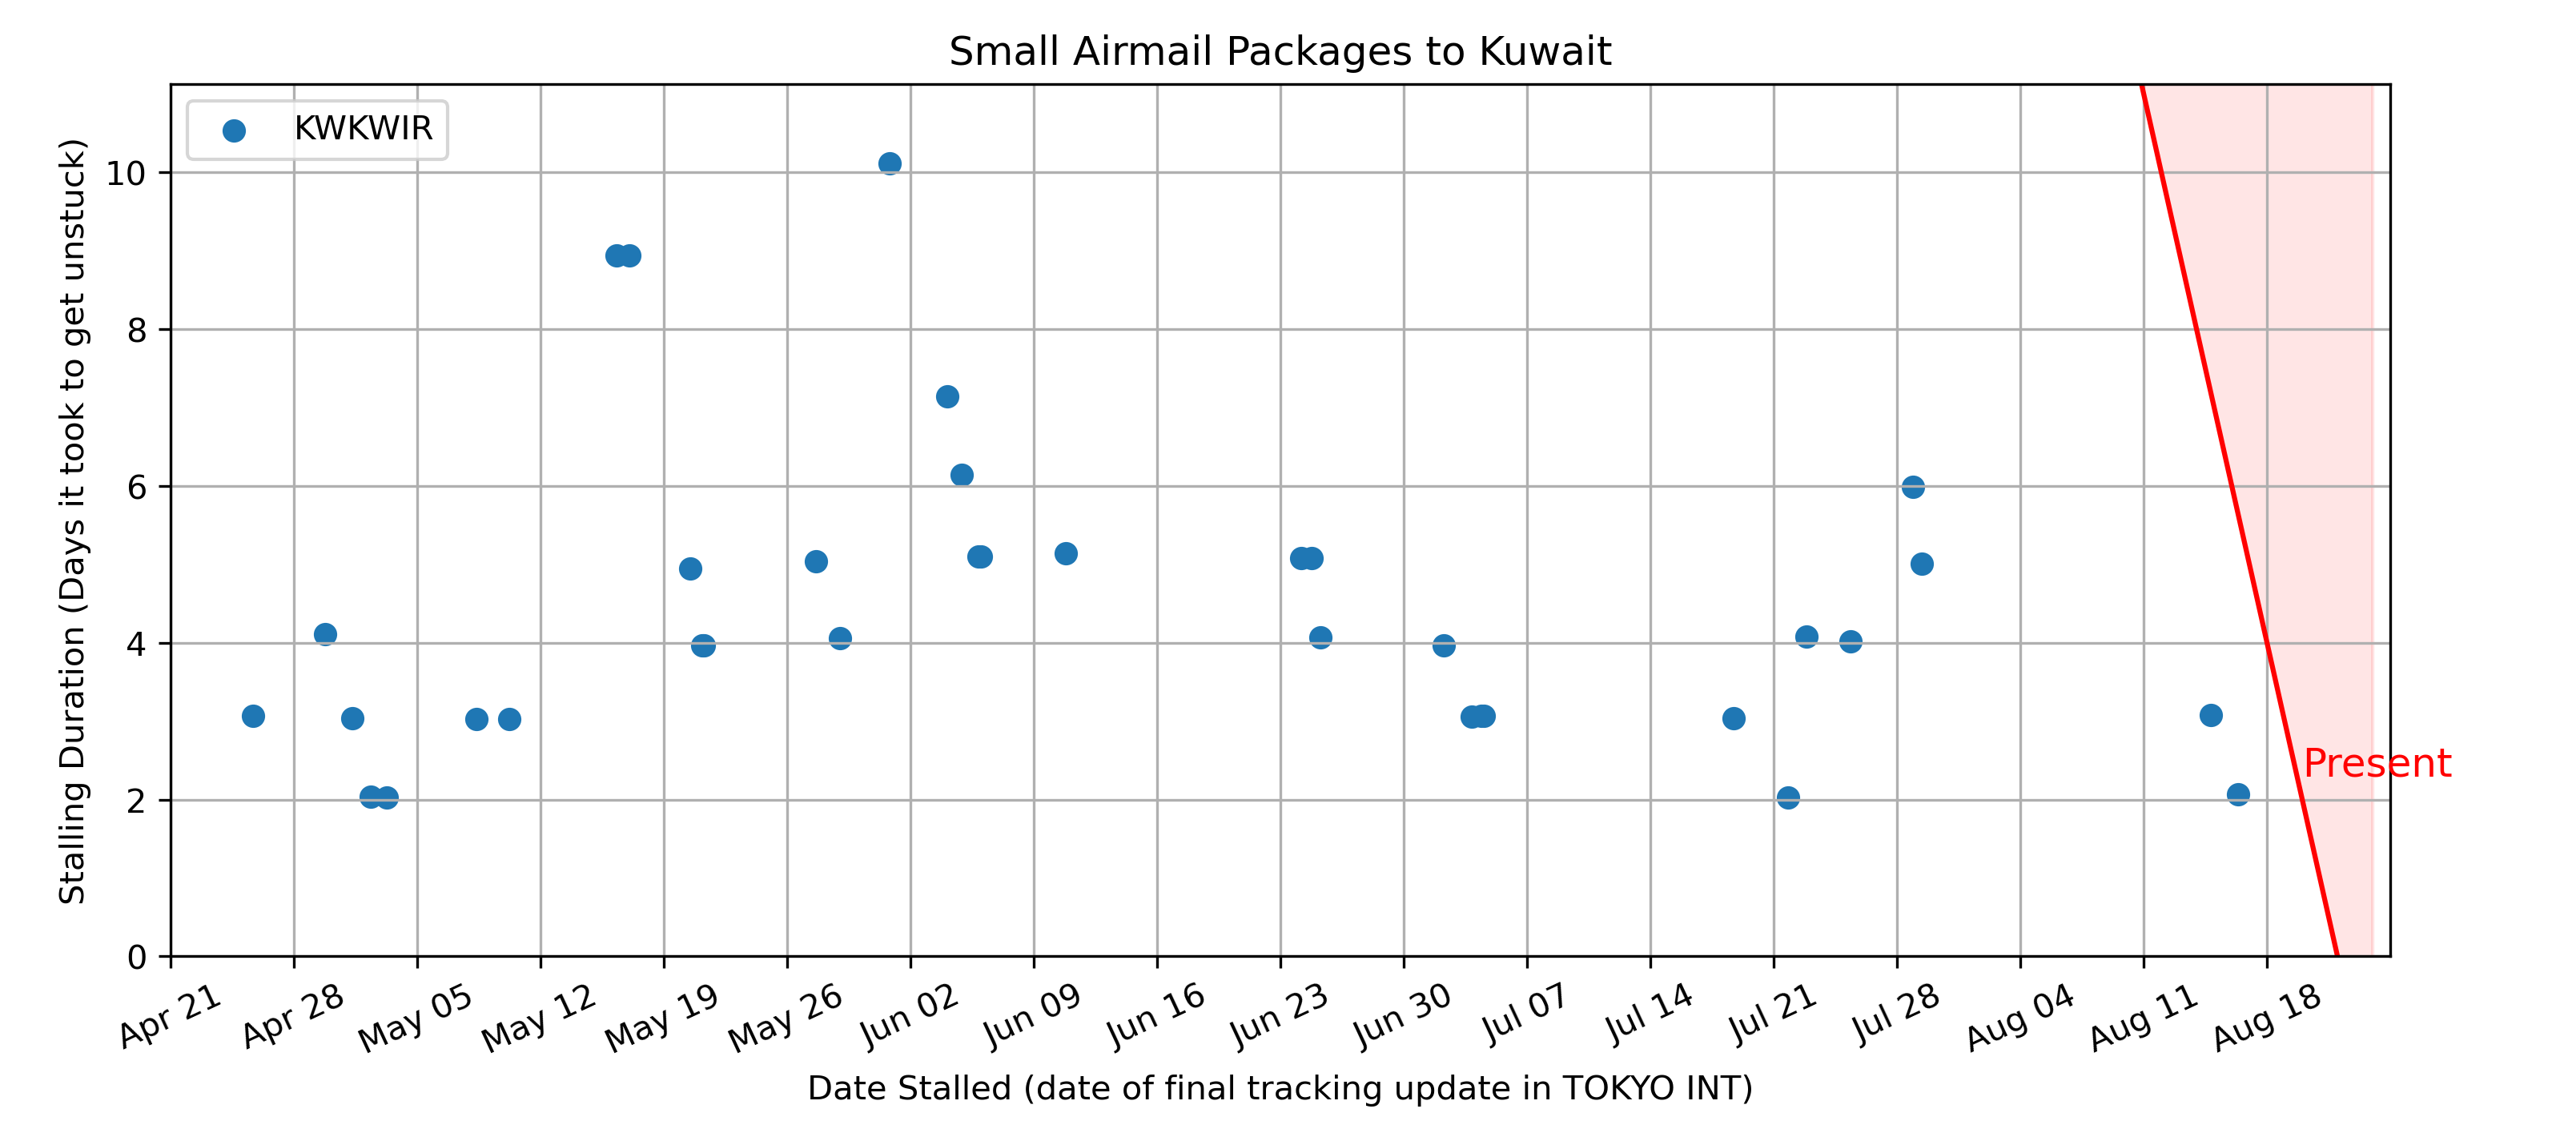 Small Airmail Packages to Kuwait
KWKWIR
Stalling Duration (Days it took to get unstuck)
10
8
6
4
2
0
Present
Apr 21
Apr 28
May 05
May 12
May 19
May 26
Jun 02
Jun 09
Jun 16
Jun 23
Jun 30
Jul 07
Jul 14
Jul 21
Jul 28
Aug 04
Aug 11
Aug 18
Date Stalled (date of final tracking update in TOKYO INT)